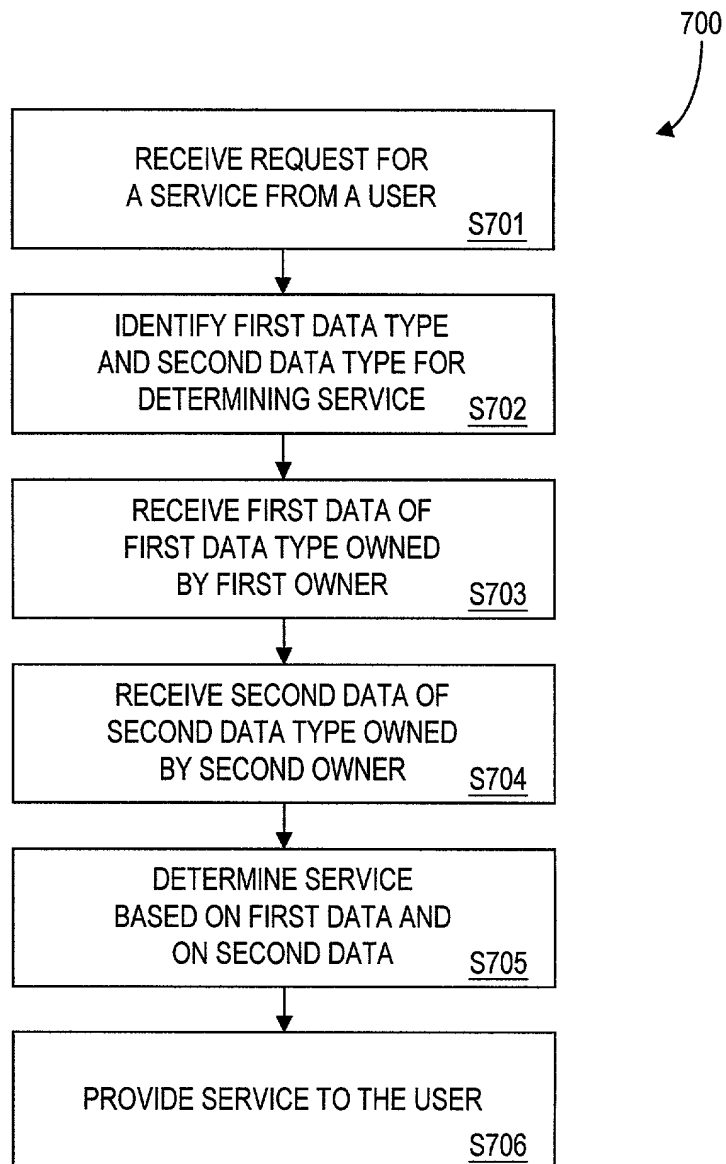 700
RECEIVE REQUEST FOR
A SERVICE FROM A USER
S701
IDENTIFY FIRST DATA TYPE
AND SECOND DATA TYPE FOR
DETERMINING SERVICE
S702
RECEIVE FIRST DATA OF
FIRST DATA TYPE OWNED
BY FIRST OWNER
S703
RECEIVE SECOND DATA OF
SECOND DATA TYPE OWNED
BY SECOND OWNER
S704
DETERMINE SERVICE
BASED ON FIRST DATA AND
ON SECOND DATA
S705
PROVIDE SERVICE TO THE USER
S706